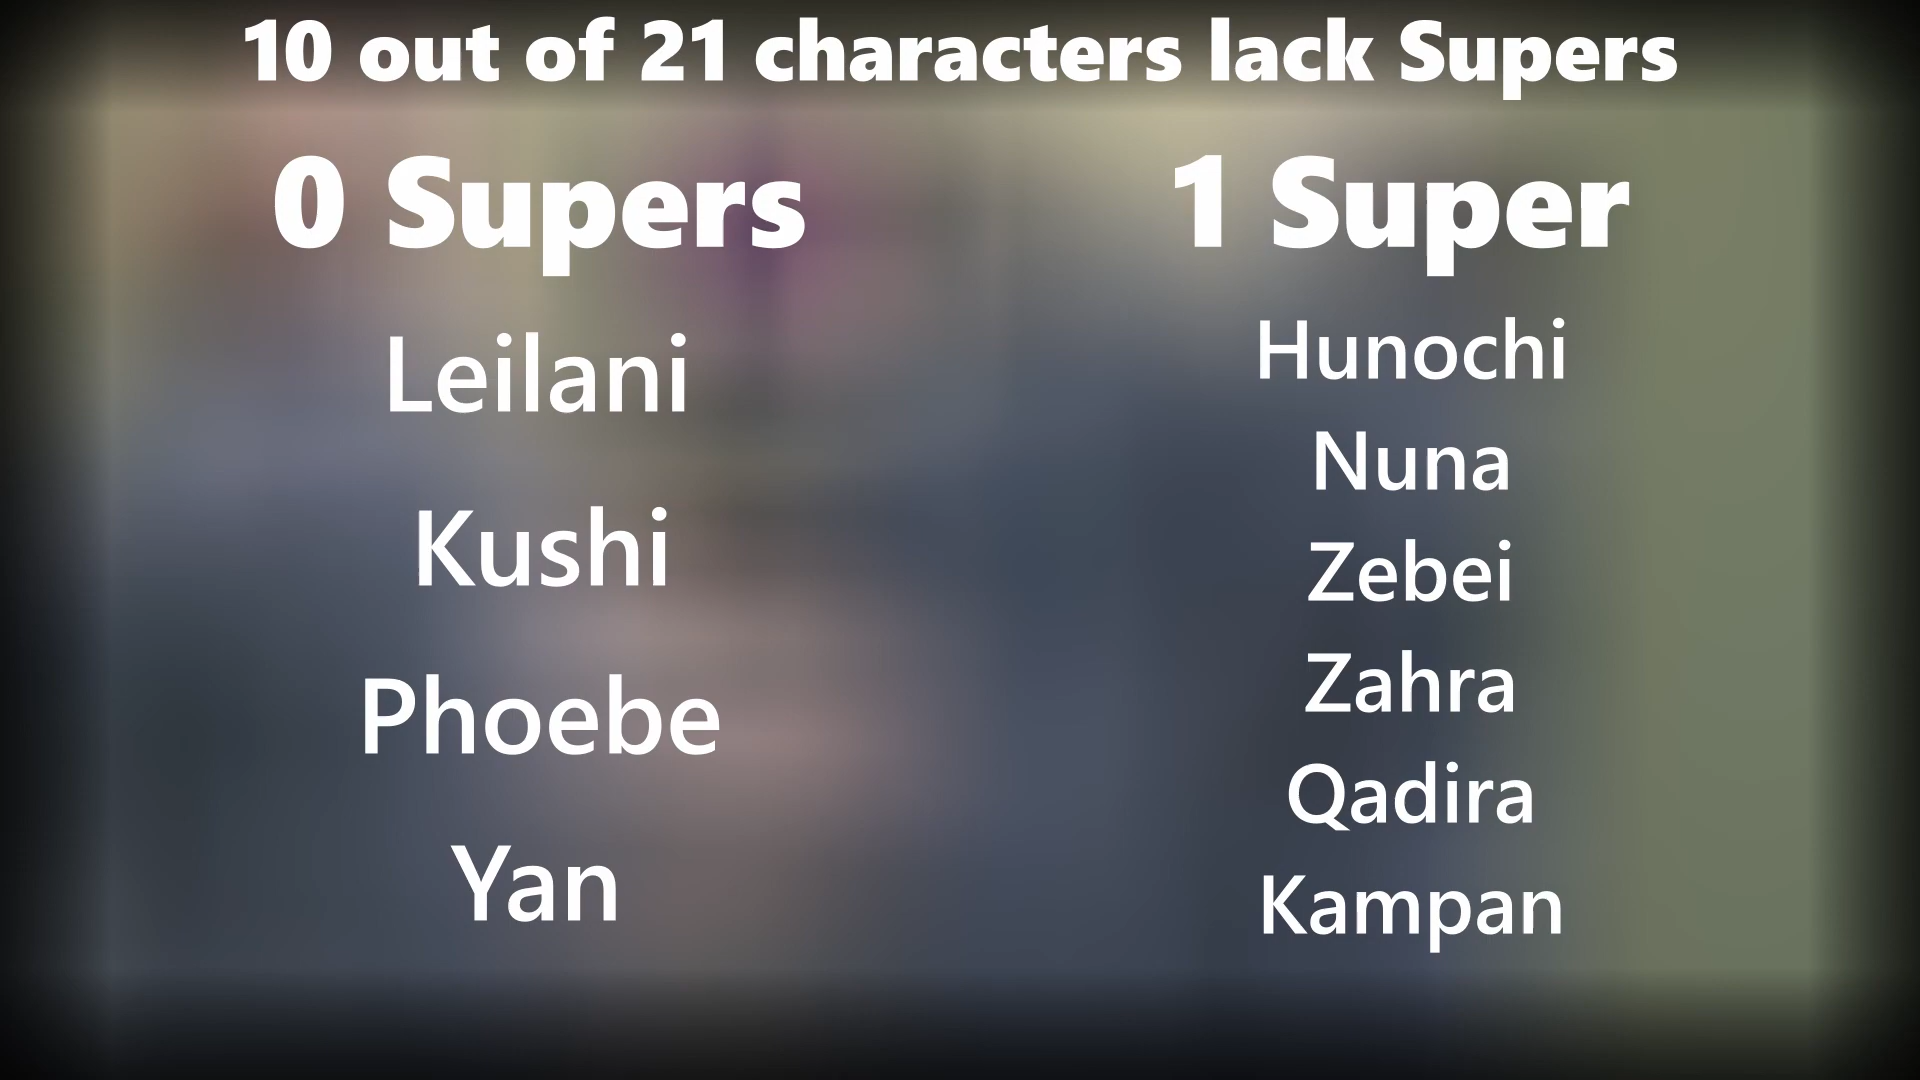 10 out of 21 characters lack Supers
0 Supers
Leilani
Kushi
Phoebe
Yan
1 Super
Hunochi
Nuna
Zebei
Zahra
Qadira
Kampan